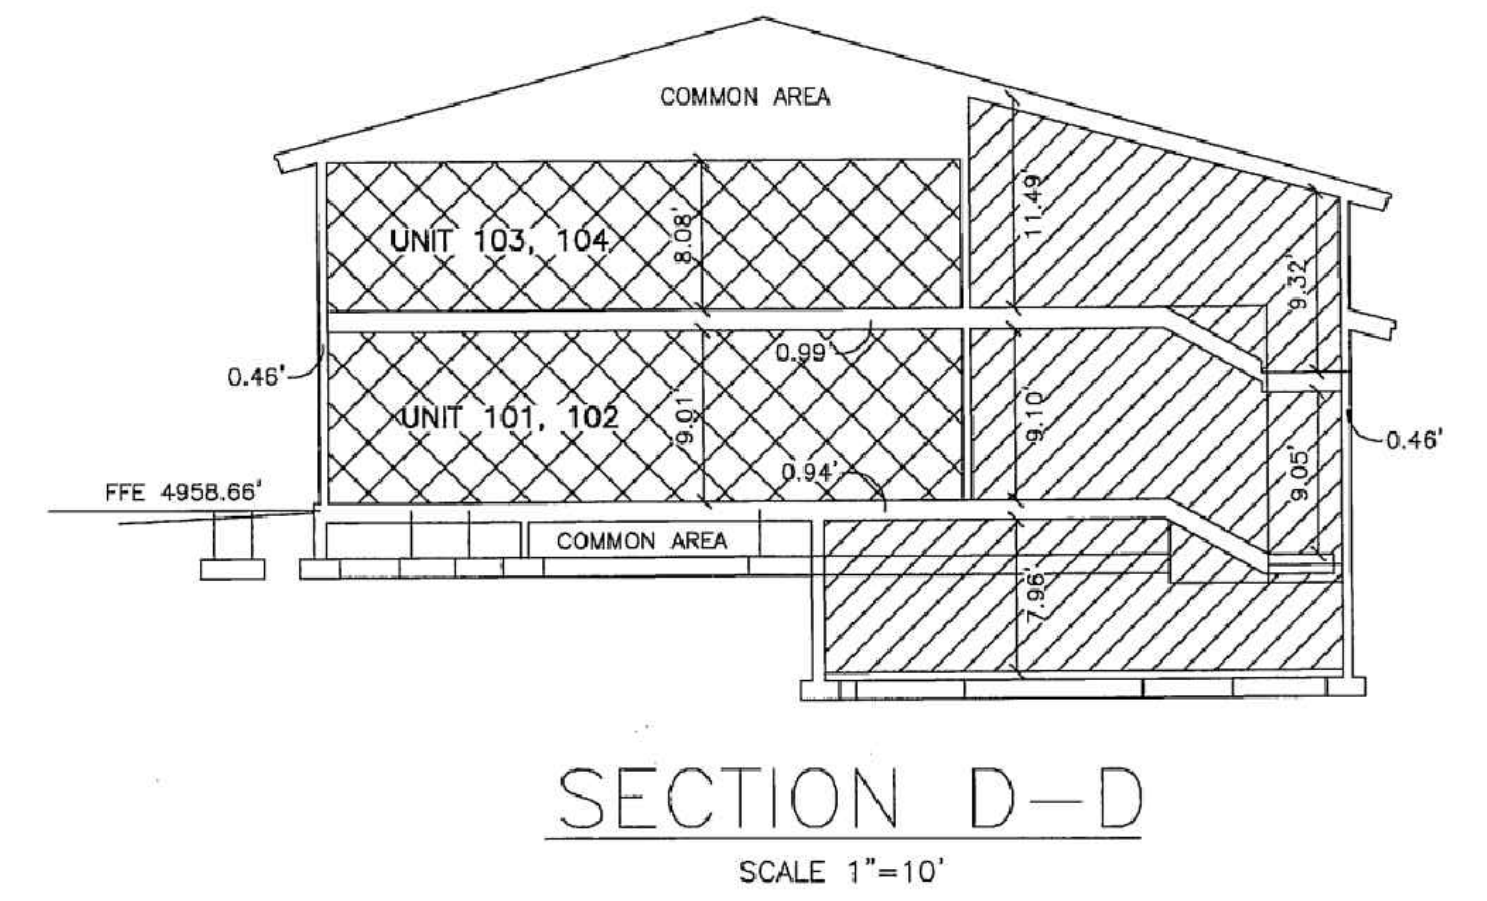 COMMON AREA
11.49'
UNIT 103, 104
8.08'
9.32'
0.99'
0.46'
UNIT 101, 102
9.01'
9.10'
0.46'
0.94'
9.05'
FFE 4958.66'
COMMON AREA
7.96'
SECTION D-D
SCALE 1"=10'